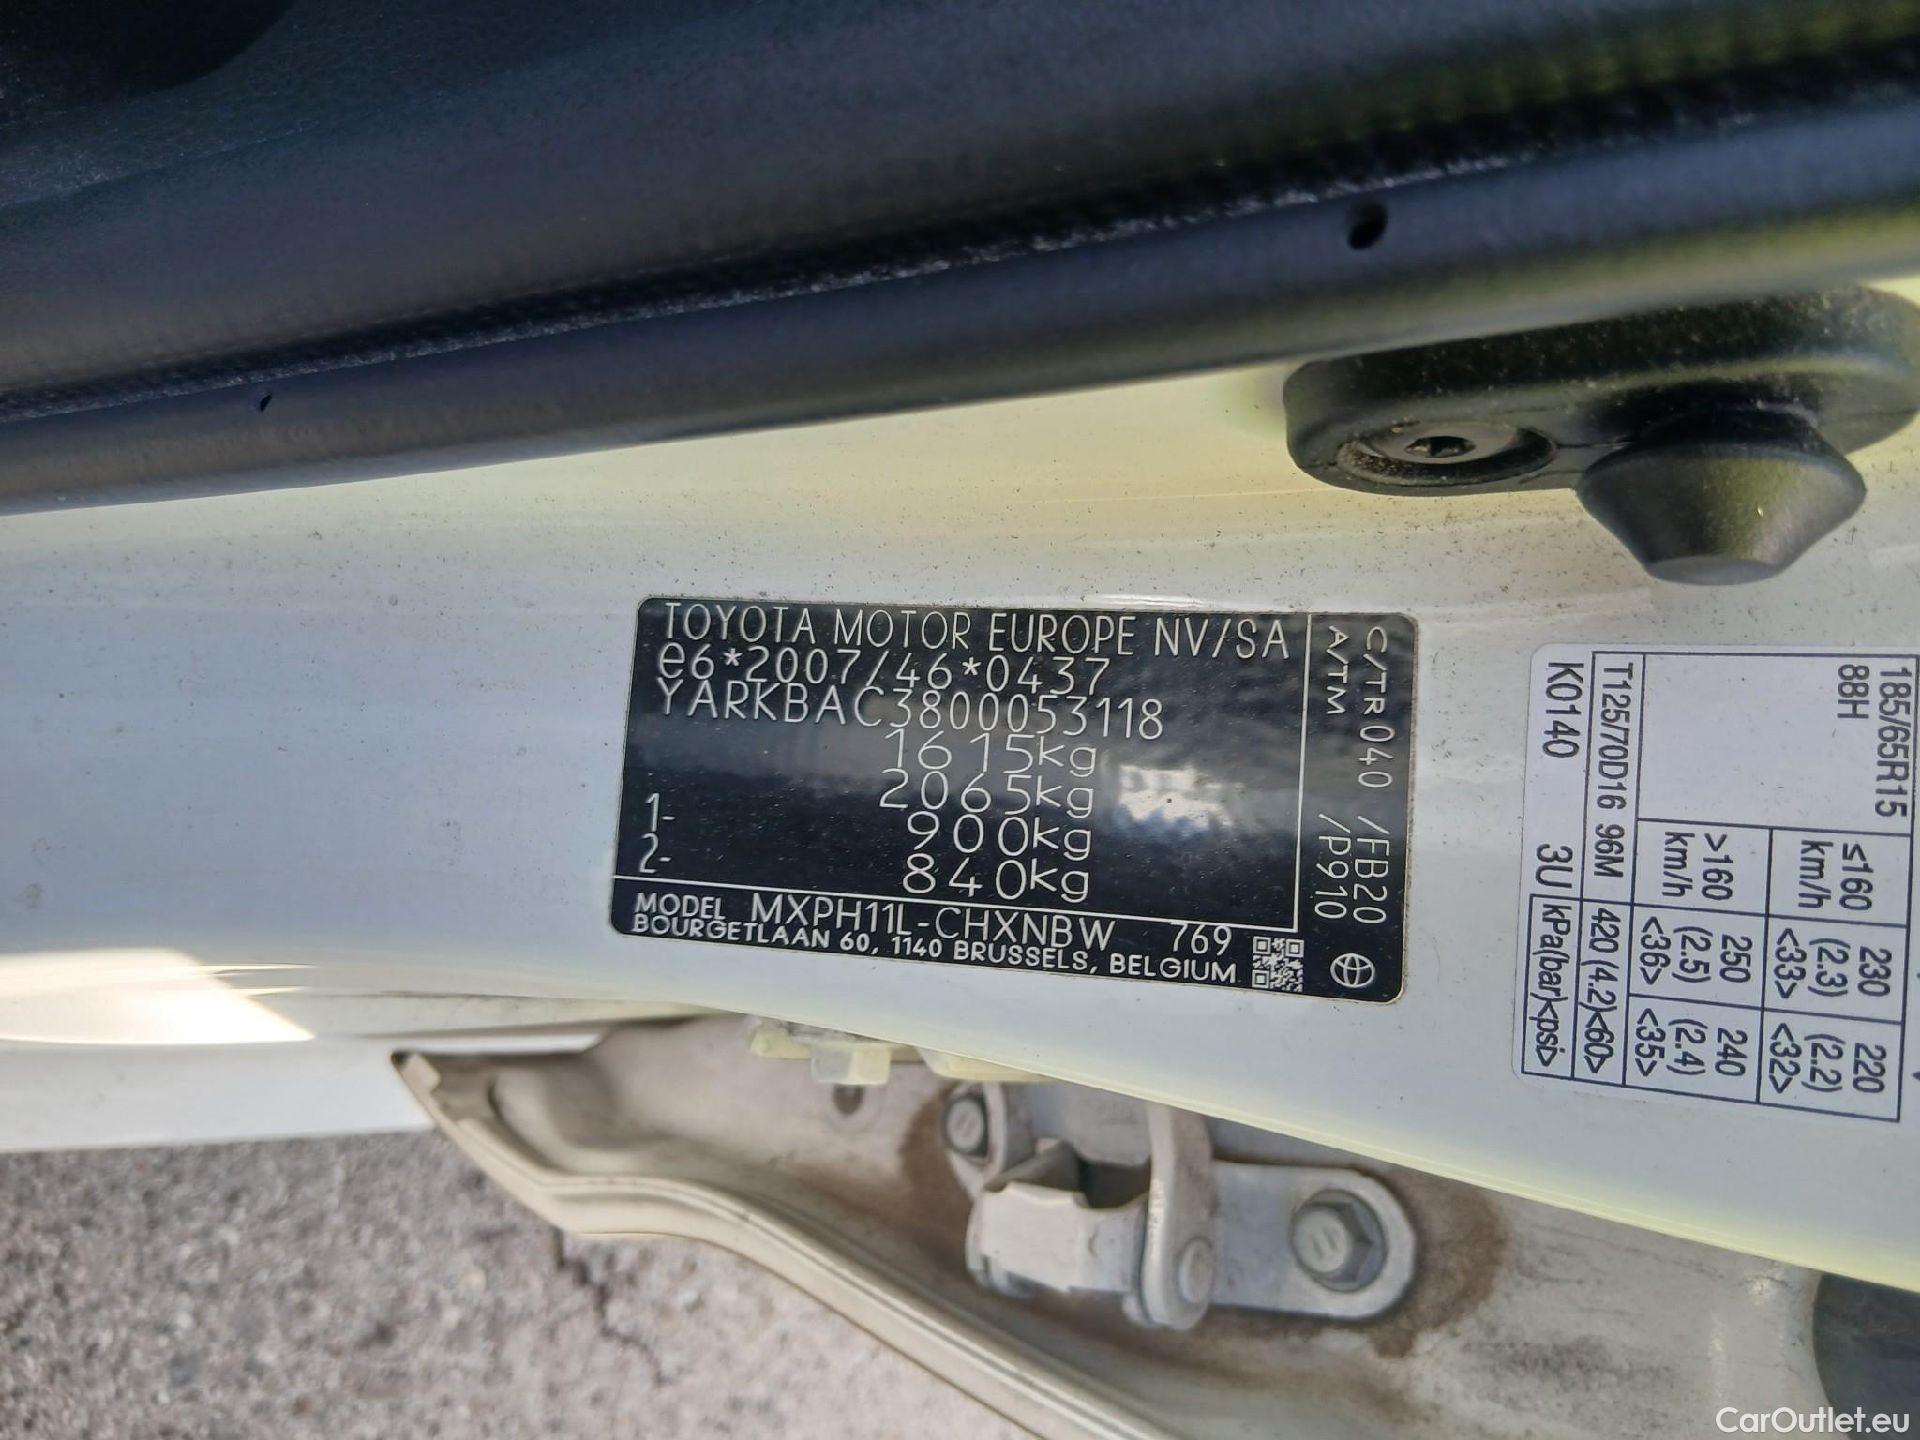 TOYOTA MOTOR EUROPE NV/SA
e6*2007/46*0437
YARKBAC3800053118
1615kg
2065kg
1- 900kg
2- 840kg
C/TR 040 /FB20
A/TM /P910
MODEL MXPH11L-CHXNBW 769
BOURGETLAAN 60, 1140 BRUSSELS, BELGIUM
185/65R15
88H
≤160
km/h
230
(2.3)
<33>
220
(2.2)
<32>
>160
km/h
250
(2.5)
<36>
240
(2.4)
<35>
T125/70D16 96M
420 (4.2)<60>
K0140
3U
kPa(bar)<psi>
CarOutlet.eu